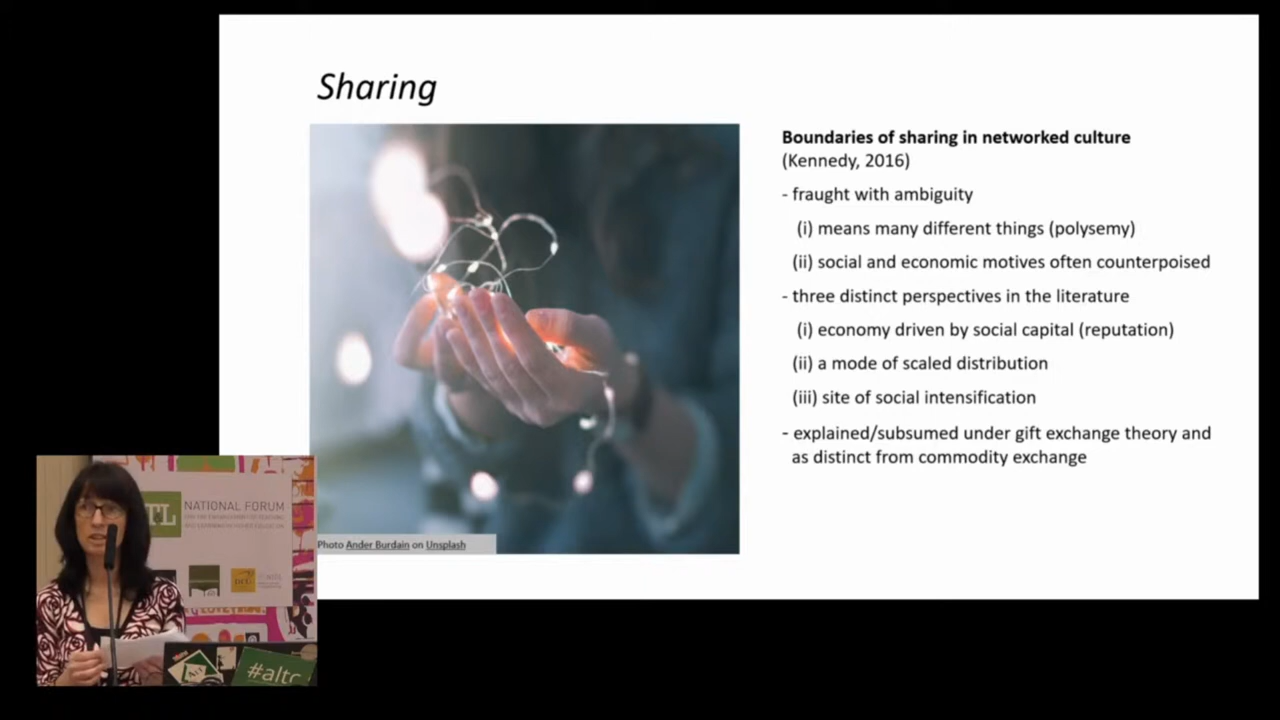 Sharing
Boundaries of sharing in networked culture
(Kennedy, 2016)
- fraught with ambiguity
(i) means many different things (polysemy)
(ii) social and economic motives often counterpoised
- three distinct perspectives in the literature
(i) economy driven by social capital (reputation)
(ii) a mode of scaled distribution
(iii) site of social intensification
- explained/subsumed under gift exchange theory and
as distinct from commodity exchange
Photo Ander Burdain on Unsplash
TL
NATIONAL FORUM
#altc